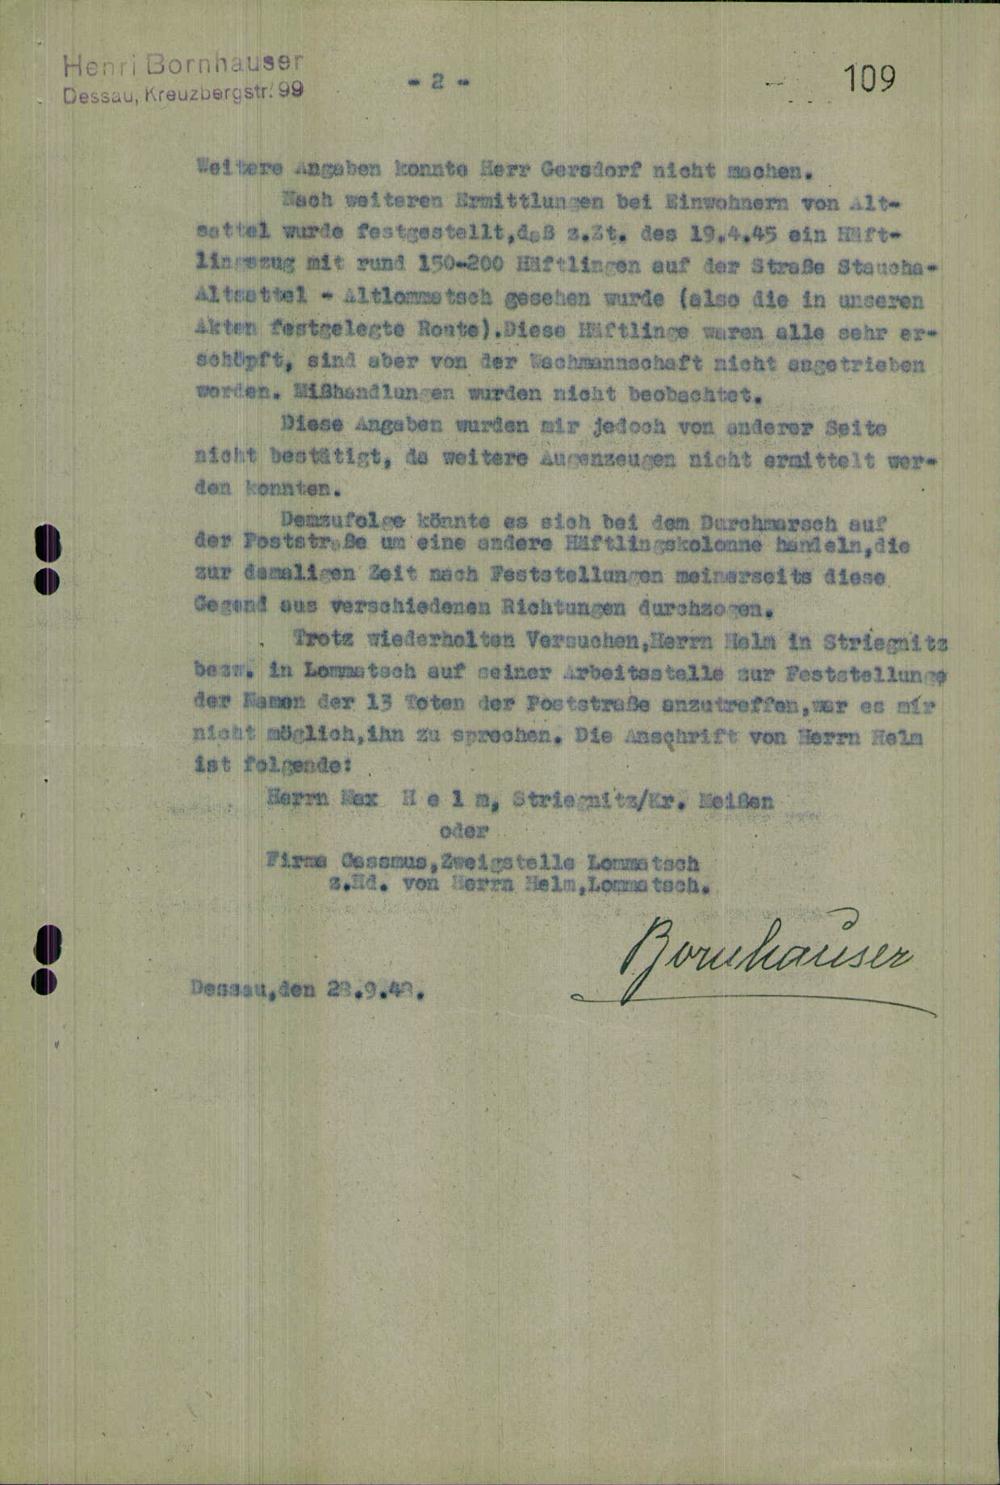 Henri Bornhauser
Dessau, Kreuzbergstr. 99
- 2 -
109
Weitere Angaben konnte Herr Gersdorf nicht machen.
Nach weiteren Ermittlungen bei Einwohnern von Alt-
sattel wurde festgestellt,daß z.Zt. des 19.4.45 ein Häft-
lingszug mit rund 150-200 Häftlingen auf der Straße Staucha-
Altsattel - Altlommatsch gesehen wurde (also die in unseren
Akten festgelegte Route).Diese Häftlinge waren alle sehr er-
schöpft, sind aber von der Wachmannschaft nicht angetrieben
worden. Mißhandlungen wurden nicht beobachtet.
Diese Angaben wurden mir jedoch von anderer Seite
nicht bestätigt, da weitere Augenzeugen nicht ermittelt wer-
den konnten.
Demzufolge könnte es sich bei dem Durchmarsch auf
der Poststraße um eine andere Häftlingskolonne handeln,die
zur damaligen Zeit nach Feststellungen meinerseits diese
Gegend aus verschiedenen Richtungen durchzogen.
Trotz wiederholten Versuchen,Herrn Helm in Striegnitz
bezw. in Lommatsch auf seiner Arbeitsstelle zur Feststellung
der Namen der 13 Toten der Poststraße anzutreffen,war es mir
nicht möglich,ihn zu sprechen. Die Anschrift von Herrn Helm
ist folgende:
Herrn Max H e l m, Striegnitz/Kr. Meißen
oder
Firma Cassmus,Zweigstelle Lommatsch
z.Hd. von Herrn Helm,Lommatsch.
Bornhauser
Dessau,den 28.9.48.